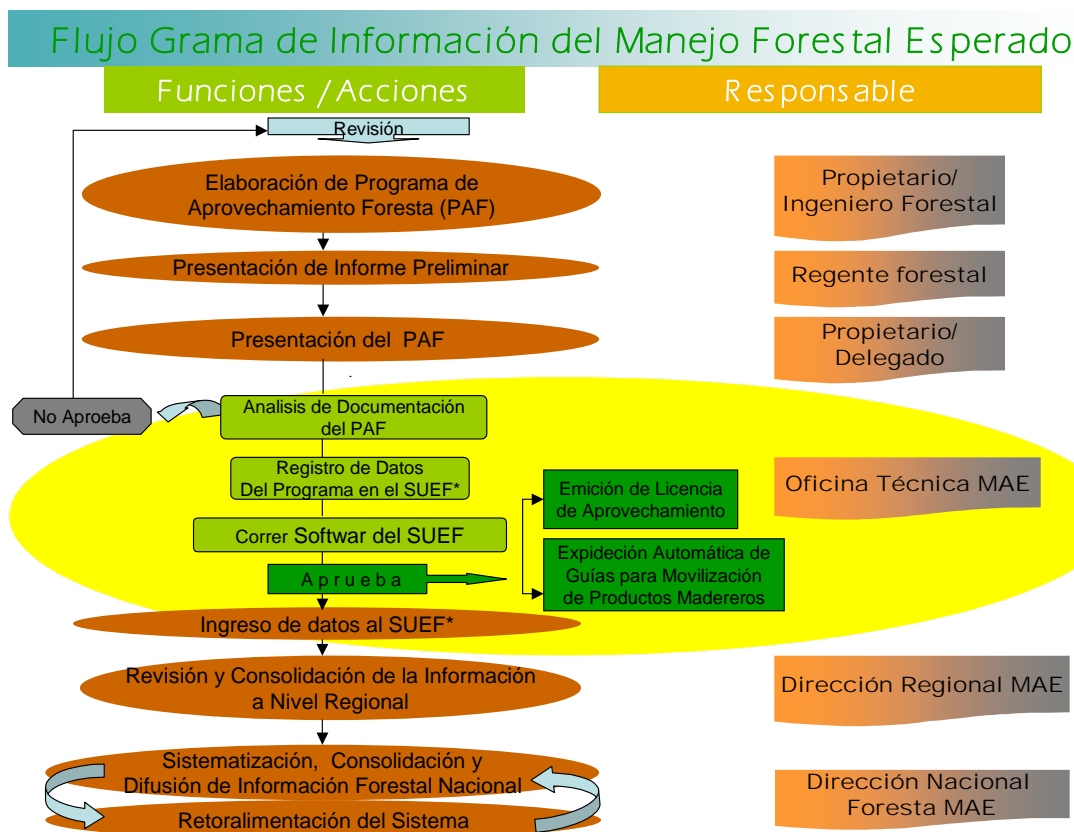 Flujo Grama de Información del Manejo Forestal Esperado
Funciones /Acciones
Responsable
Revisión
Elaboración de Programa de
Aprovechamiento Foresta (PAF)
Propietario/
Ingeniero Forestal
Presentación de Informe Preliminar
Regente forestal
Presentación del PAF
Propietario/
Delegado
No Aproeba
Analisis de Documentación
del PAF
Registro de Datos
Del Programa en el SUEF*
Oficina Técnica MAE
Emición de Licencia
de Aprovechamiento
Correr Softwar del SUEF
Expideción Automática de
Guías para Movilización
de Productos Madereros
Aprueba
Ingreso de datos al SUEF*
Revisión y Consolidación de la Información
a Nivel Regional
Dirección Regional MAE
Sistematización, Consolidación y
Difusión de Información Forestal Nacional
Dirección Nacional
Foresta MAE
Retoralimentación del Sistema